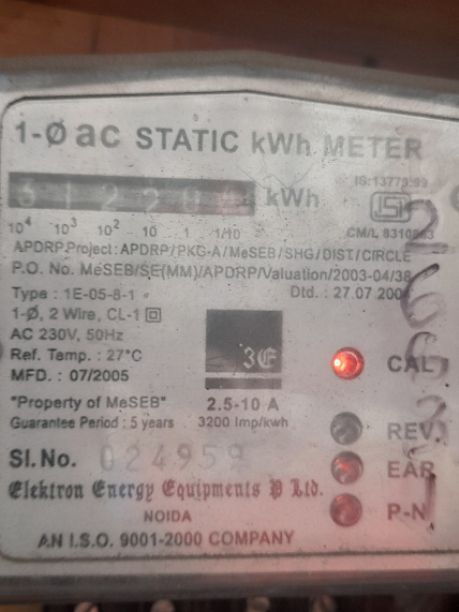 1-Ø ac STATIC kWh METER
kWh
IS:13779:99
10⁴ 10³ 10² 10 1 1/10
APDRP Project: APDRP/PKG-A/MeSEB/SHG/DIST/CIRCLE
P.O. No. MeSEB/SE(MM)/APDRP/Valuation/2003-04/38
Type : 1E-05-8-1
Dtd. : 27.07
1-Ø, 2 Wire, CL-1
AC 230V, 50Hz
Ref. Temp. : 27°C
MFD. : 07/2005
3E
CAL
"Property of MeSEB"
2.5-10 A
Guarantee Period : 5 years
3200 Imp/kwh
REV.
Sl.No. 024959
EAR
Elektron Energy Equipments P Ltd.
P-N
NOIDA
AN I.S.O. 9001-2000 COMPANY